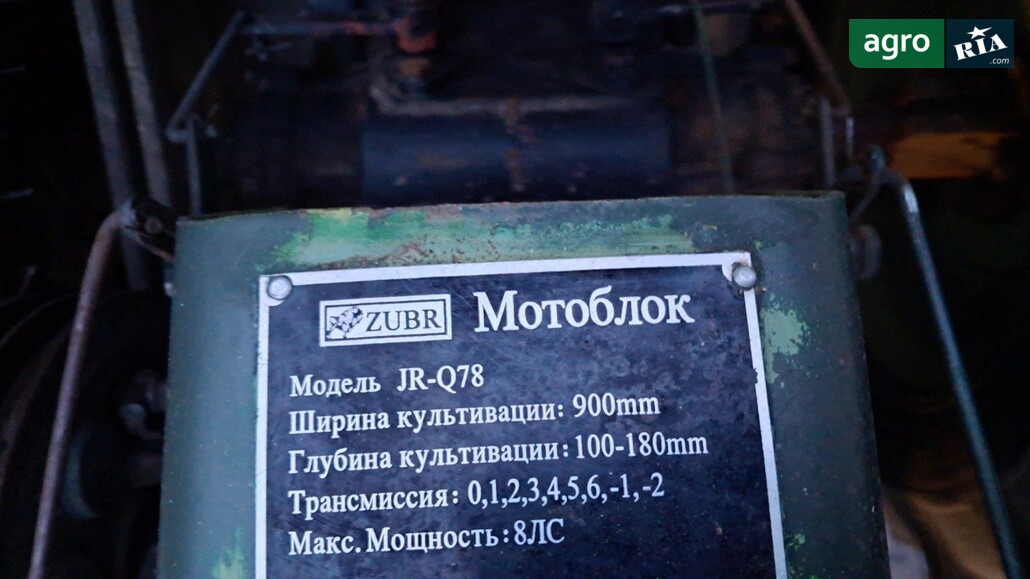 agro RIA
.com
ZUBR Мотоблок
Модель JR-Q78
Ширина культивации: 900mm
Глубина культивации: 100-180mm
Трансмиссия: 0,1,2,3,4,5,6,-1,-2
Макс. Мощность: 8ЛС